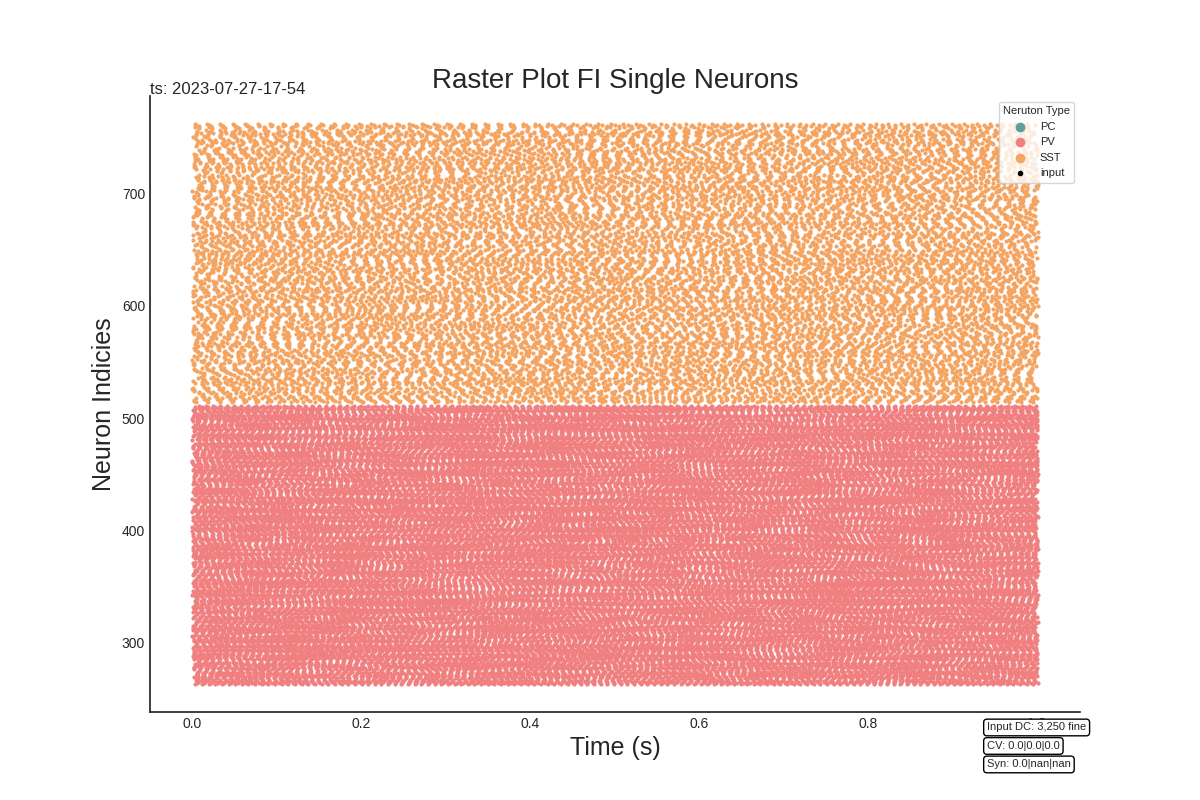 Raster Plot FI Single Neurons
ts: 2023-07-27-17-54
Neruton Type
PC
PV
SST
input
Neuron Indicies
700
600
500
400
300
0.0 0.2 0.4 0.6 0.8
Time (s)
Input DC: 3,250 fine
CV: 0.0|0.0|0.0
Syn: 0.0|nan|nan